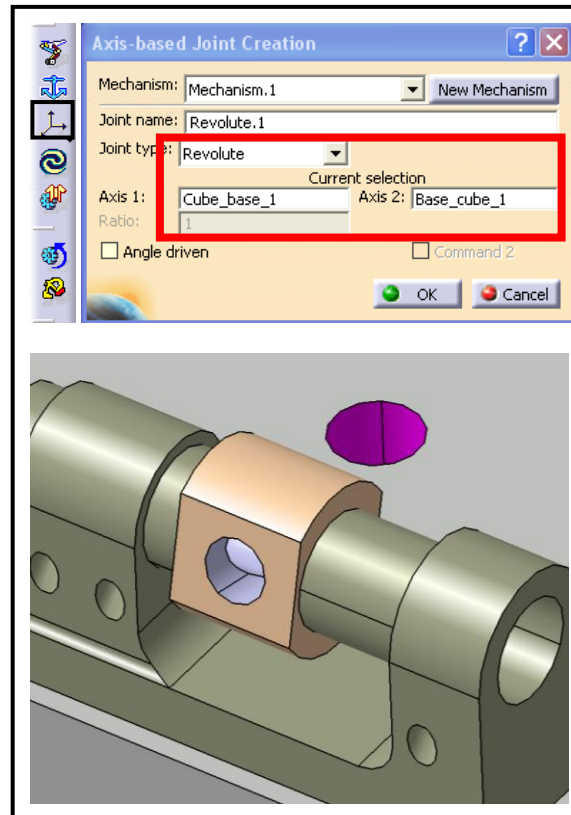 Axis-based Joint Creation
Mechanism: Mechanism.1 New Mechanism
Joint name: Revolute.1
Joint type: Revolute
Current selection
Axis 1: Cube_base_1 Axis 2: Base_cube_1
Ratio: 1
Angle driven Command 2
OK Cancel